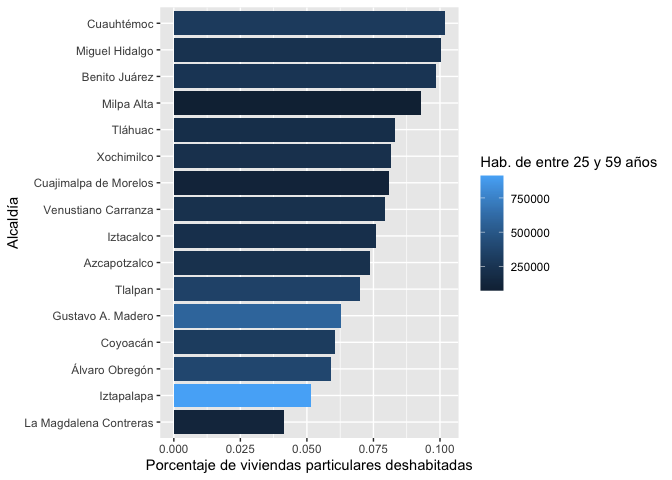 Cuauhtémoc
Miguel Hidalgo
Benito Juárez
Milpa Alta
Tláhuac
Xochimilco
Cuajimalpa de Morelos
Venustiano Carranza
Iztacalco
Azcapotzalco
Tlalpan
Gustavo A. Madero
Coyoacán
Álvaro Obregón
Iztapalapa
La Magdalena Contreras
Alcaldía
0.000 0.025 0.050 0.075 0.100
Porcentaje de viviendas particulares deshabitadas
Hab. de entre 25 y 59 años
750000
500000
250000